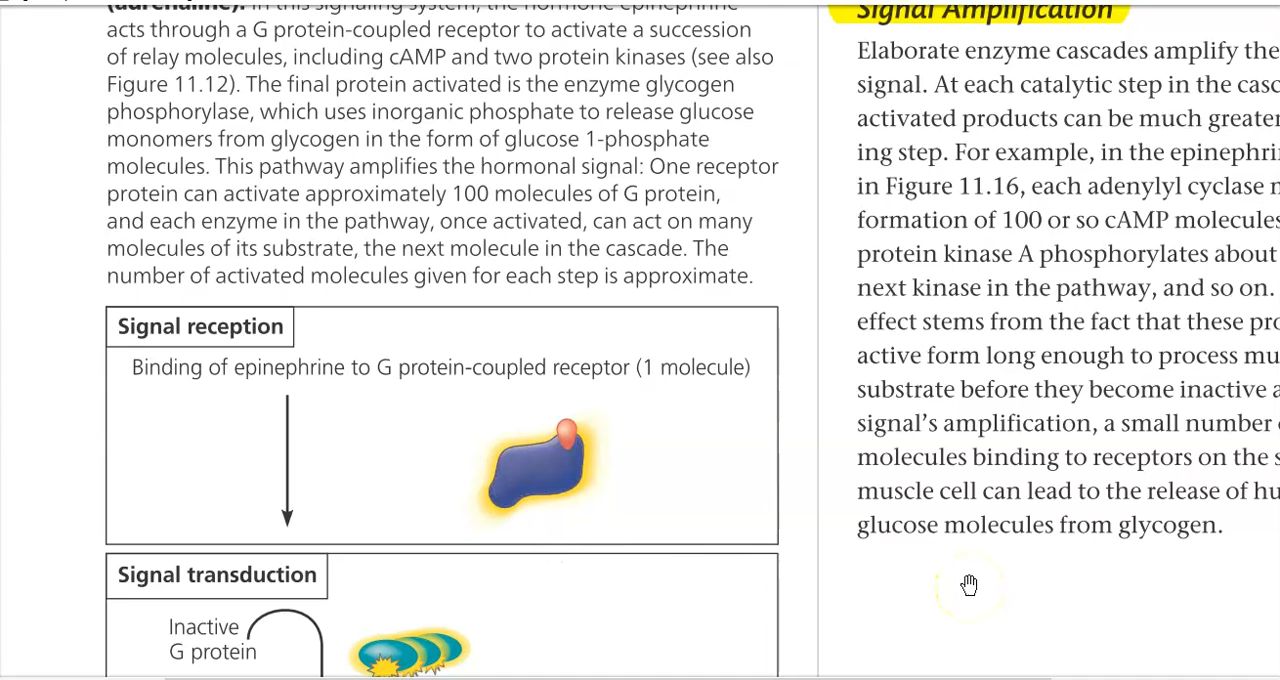 (adrenaline). In this signaling system, the hormone epinephrine
acts through a G protein-coupled receptor to activate a succession
of relay molecules, including cAMP and two protein kinases (see also
Figure 11.12). The final protein activated is the enzyme glycogen
phosphorylase, which uses inorganic phosphate to release glucose
monomers from glycogen in the form of glucose 1-phosphate
molecules. This pathway amplifies the hormonal signal: One receptor
protein can activate approximately 100 molecules of G protein,
and each enzyme in the pathway, once activated, can act on many
molecules of its substrate, the next molecule in the cascade. The
number of activated molecules given for each step is approximate.
Signal reception
Binding of epinephrine to G protein-coupled receptor (1 molecule)
Signal transduction
Inactive
G protein
Signal Amplification
Elaborate enzyme cascades amplify the
signal. At each catalytic step in the casc
activated products can be much greater
ing step. For example, in the epinephri
in Figure 11.16, each adenylyl cyclase
formation of 100 or so cAMP molecules
protein kinase A phosphorylates about
next kinase in the pathway, and so on.
effect stems from the fact that these pro
active form long enough to process mu
substrate before they become inactive a
signal's amplification, a small number
molecules binding to receptors on the s
muscle cell can lead to the release of hu
glucose molecules from glycogen.